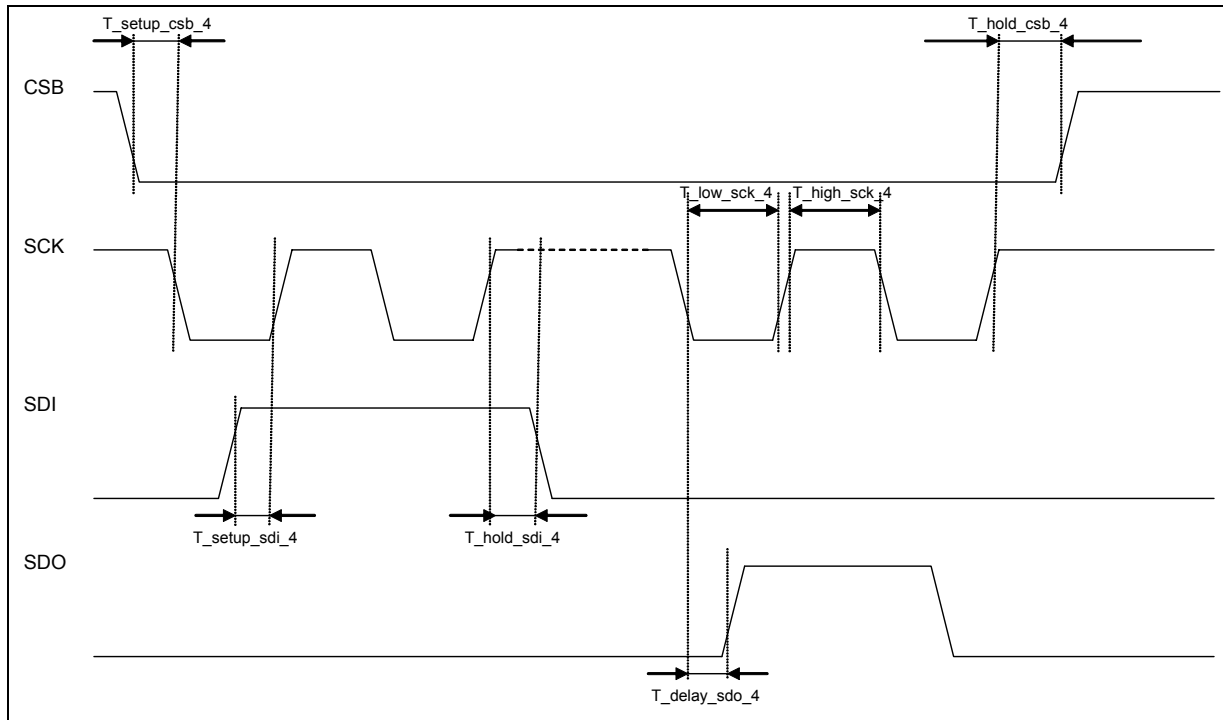 T_setup_csb_4
T_hold_csb_4
CSB
T_low_sck_4
T_high_sck_4
SCK
SDI
T_setup_sdi_4
T_hold_sdi_4
SDO
T_delay_sdo_4